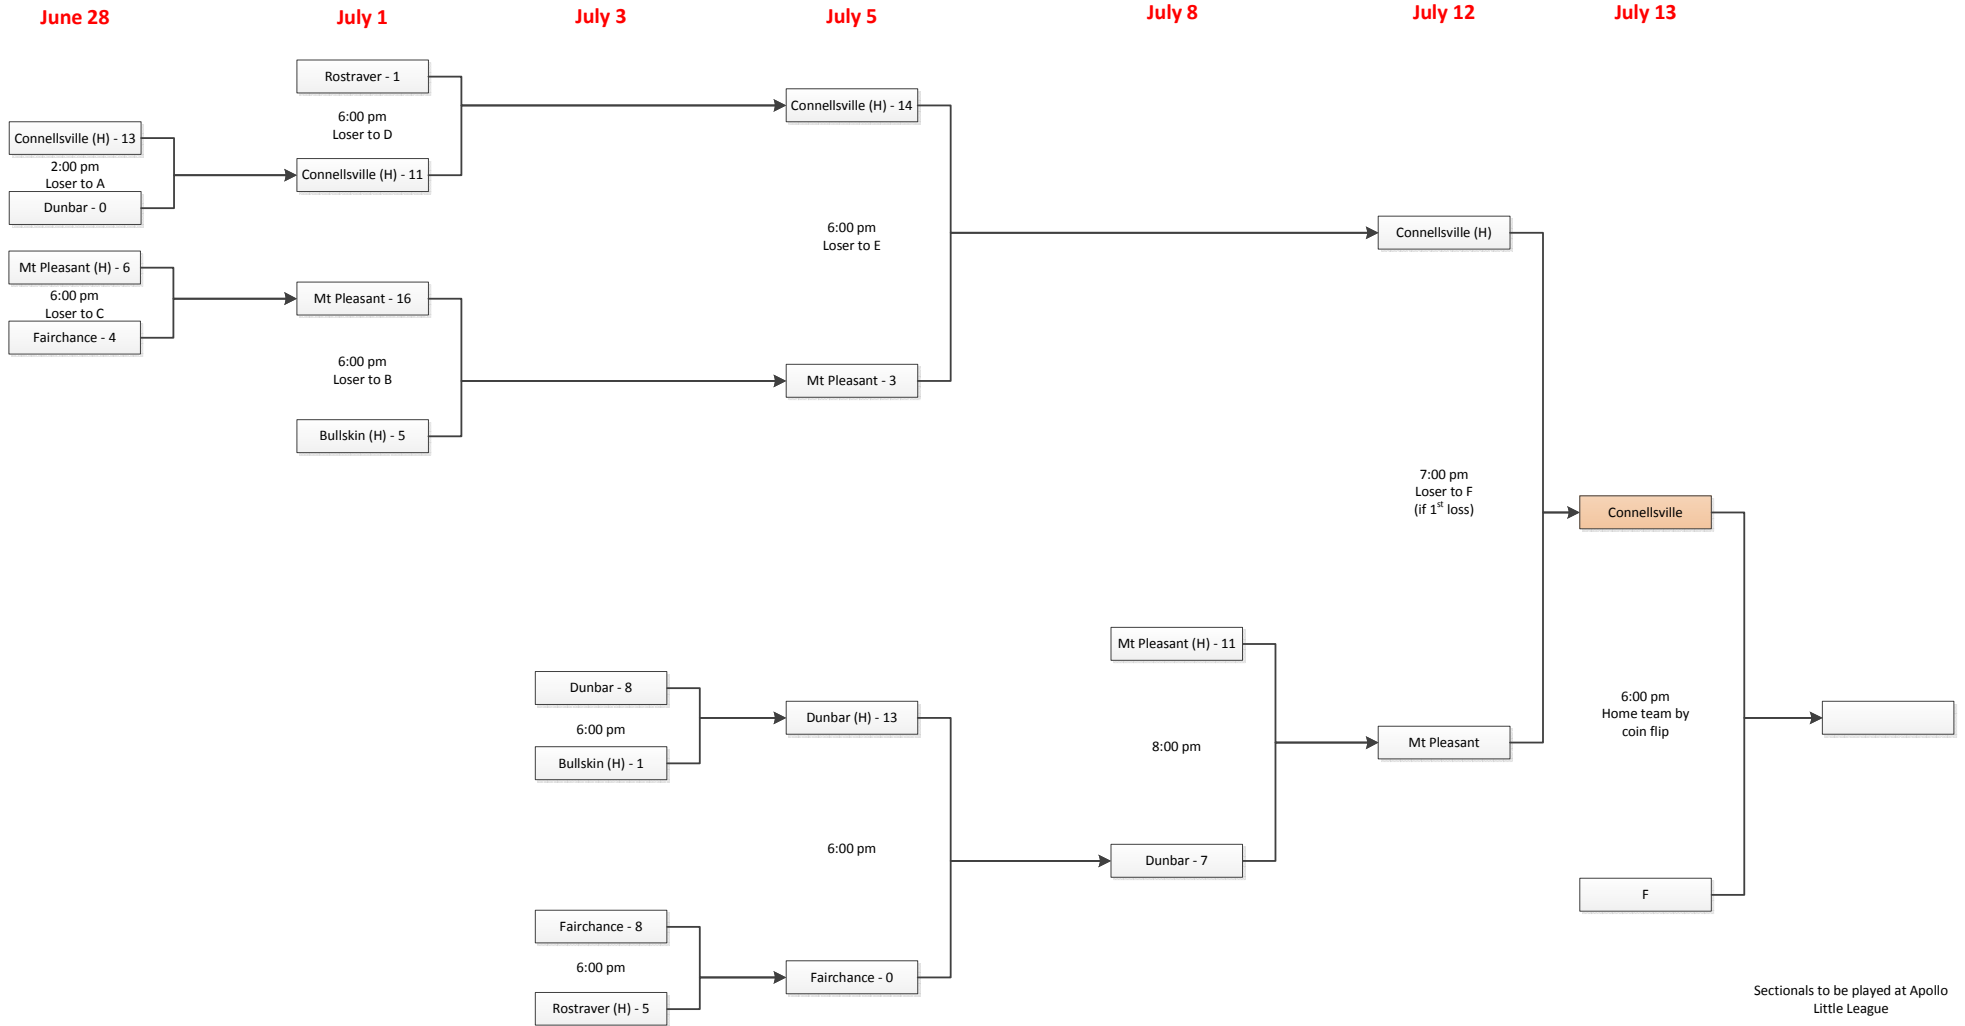 June 28
July 1
July 3
July 5
July 8
July 12
July 13
Connellsville (H) - 13
2:00 pm
Loser to A
Dunbar - 0
Mt Pleasant (H) - 6
6:00 pm
Loser to C
Fairchance - 4
Rostraver - 1
6:00 pm
Loser to D
Connellsville (H) - 11
Mt Pleasant - 16
6:00 pm
Loser to B
Bullskin (H) - 5
Dunbar - 8
6:00 pm
Bullskin (H) - 1
Fairchance - 8
6:00 pm
Rostraver (H) - 5
Connellsville (H) - 14
6:00 pm
Loser to E
Mt Pleasant - 3
Dunbar (H) - 13
6:00 pm
Fairchance - 0
Mt Pleasant (H) - 11
8:00 pm
Dunbar - 7
Connellsville (H)
7:00 pm
Loser to F
(if 1st loss)
Mt Pleasant
Connellsville
6:00 pm
Home team by
coin flip
F
Sectionals to be played at Apollo
Little League